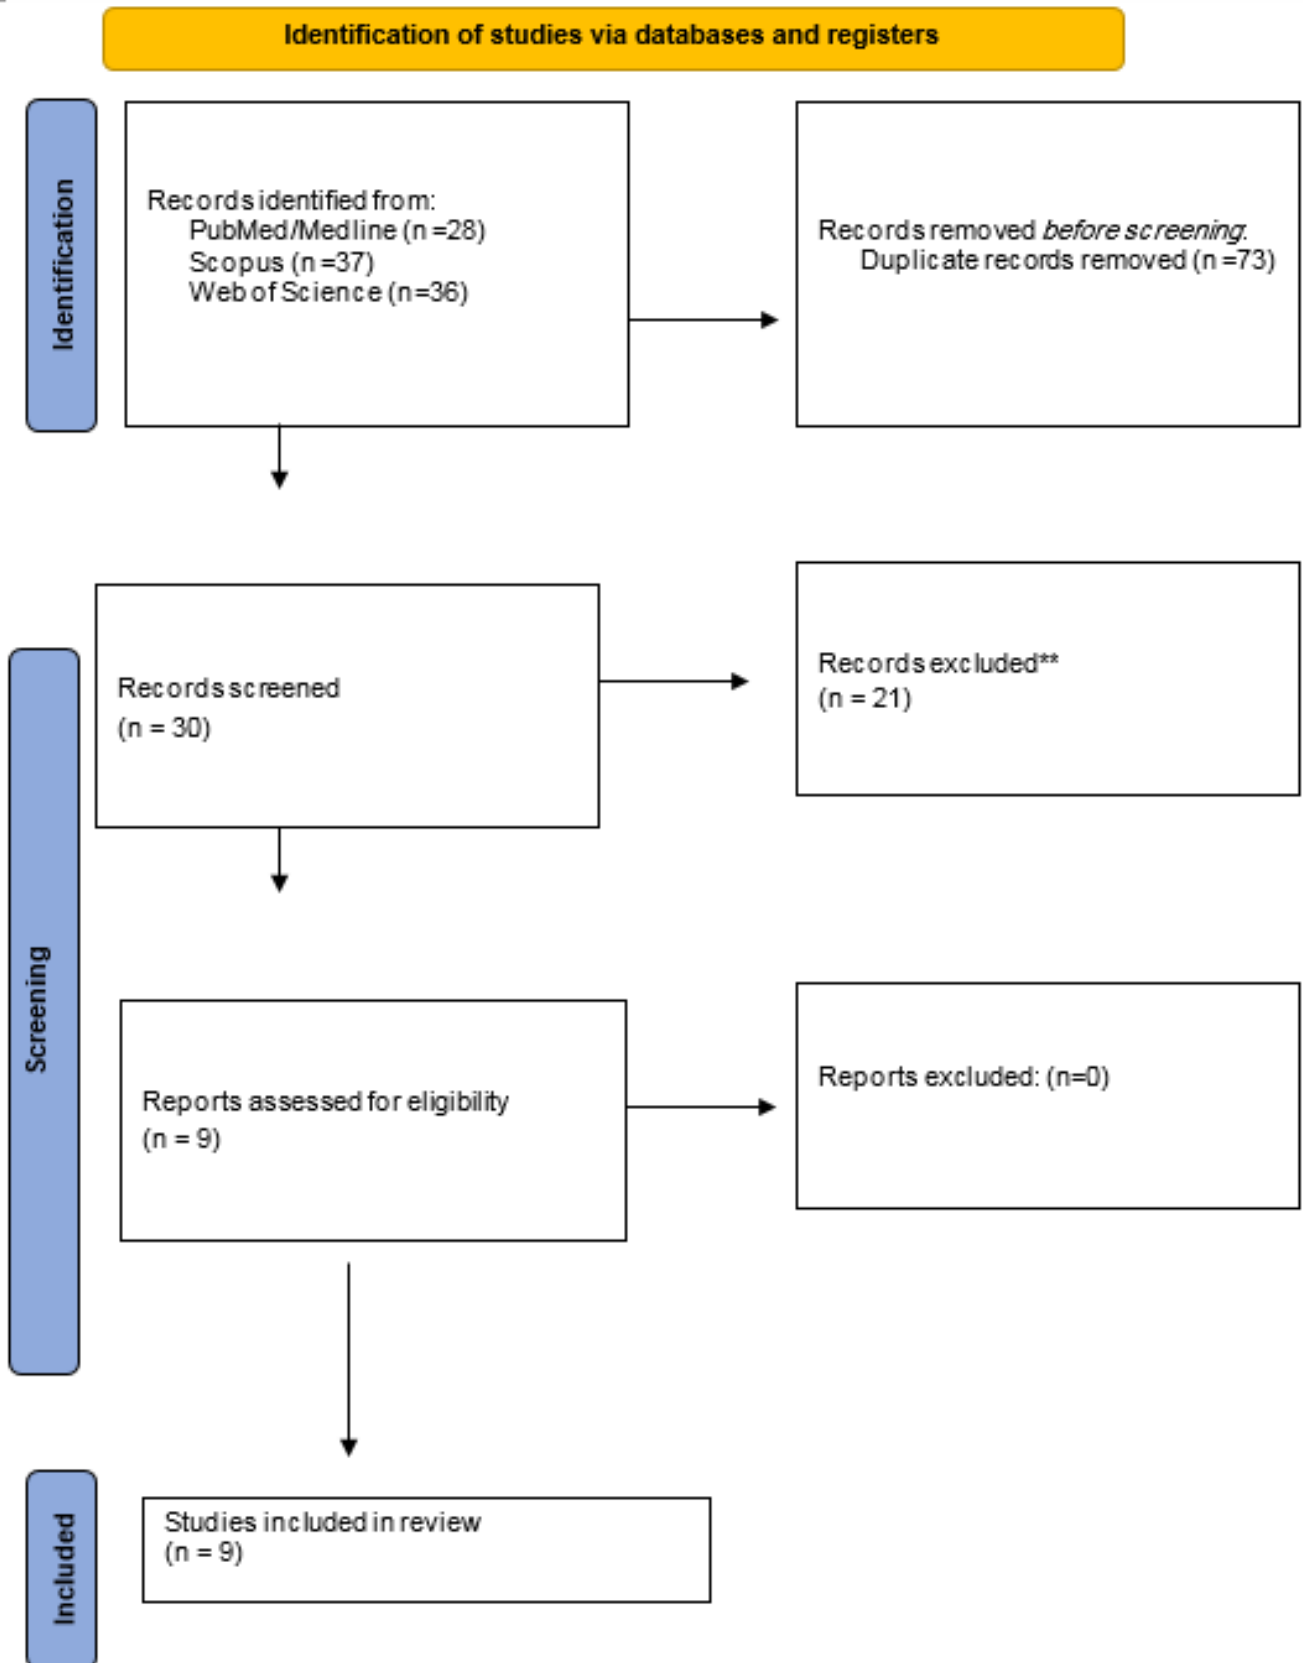 Identification of studies via databases and registers
Identification
Records identified from:
PubMed/Medline (n =28)
Scopus (n =37)
Web of Science (n=36)
Records removed before screening:
Duplicate records removed (n =73)
Records screened
(n = 30)
Records excluded**
(n = 21)
Screening
Reports assessed for eligibility
(n = 9)
Reports excluded: (n=0)
Included
Studies included in review
(n = 9)